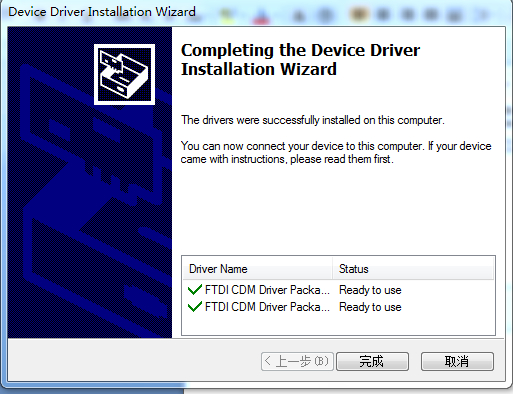 Device Driver Installation Wizard
Completing the Device Driver
Installation Wizard
The drivers were successfully installed on this computer.
You can now connect your device to this computer. If your device
came with instructions, please read them first.
Driver Name Status
FTDI CDM Driver Packa... Ready to use
FTDI CDM Driver Packa... Ready to use
< 上一步(B) 完成 取消